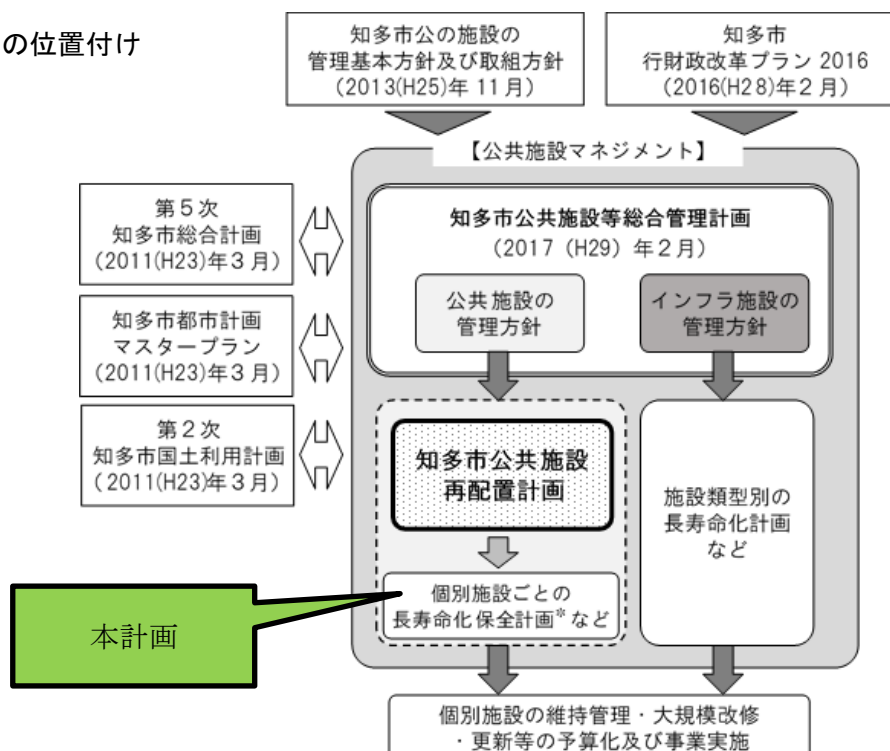 の位置付け
知多市公の施設の
管理基本方針及び取組方針
（2013(H25)年 11 月）
知多市
行財政改革プラン 2016
（2016(H28)年２月）
【公共施設マネジメント】
第５次
知多市総合計画
（2011(H23)年３月）
知多市都市計画
マスタープラン
（2011(H23)年３月）
第２次
知多市国土利用計画
（2011(H23)年３月）
知多市公共施設等総合管理計画
（2017（H29）年２月）
公共施設の
管理方針
インフラ施設の
管理方針
知多市公共施設
再配置計画
施設類型別の
長寿命化計画
など
個別施設ごとの
長寿命化保全計画*など
本計画
個別施設の維持管理・大規模改修
・更新等の予算化及び事業実施